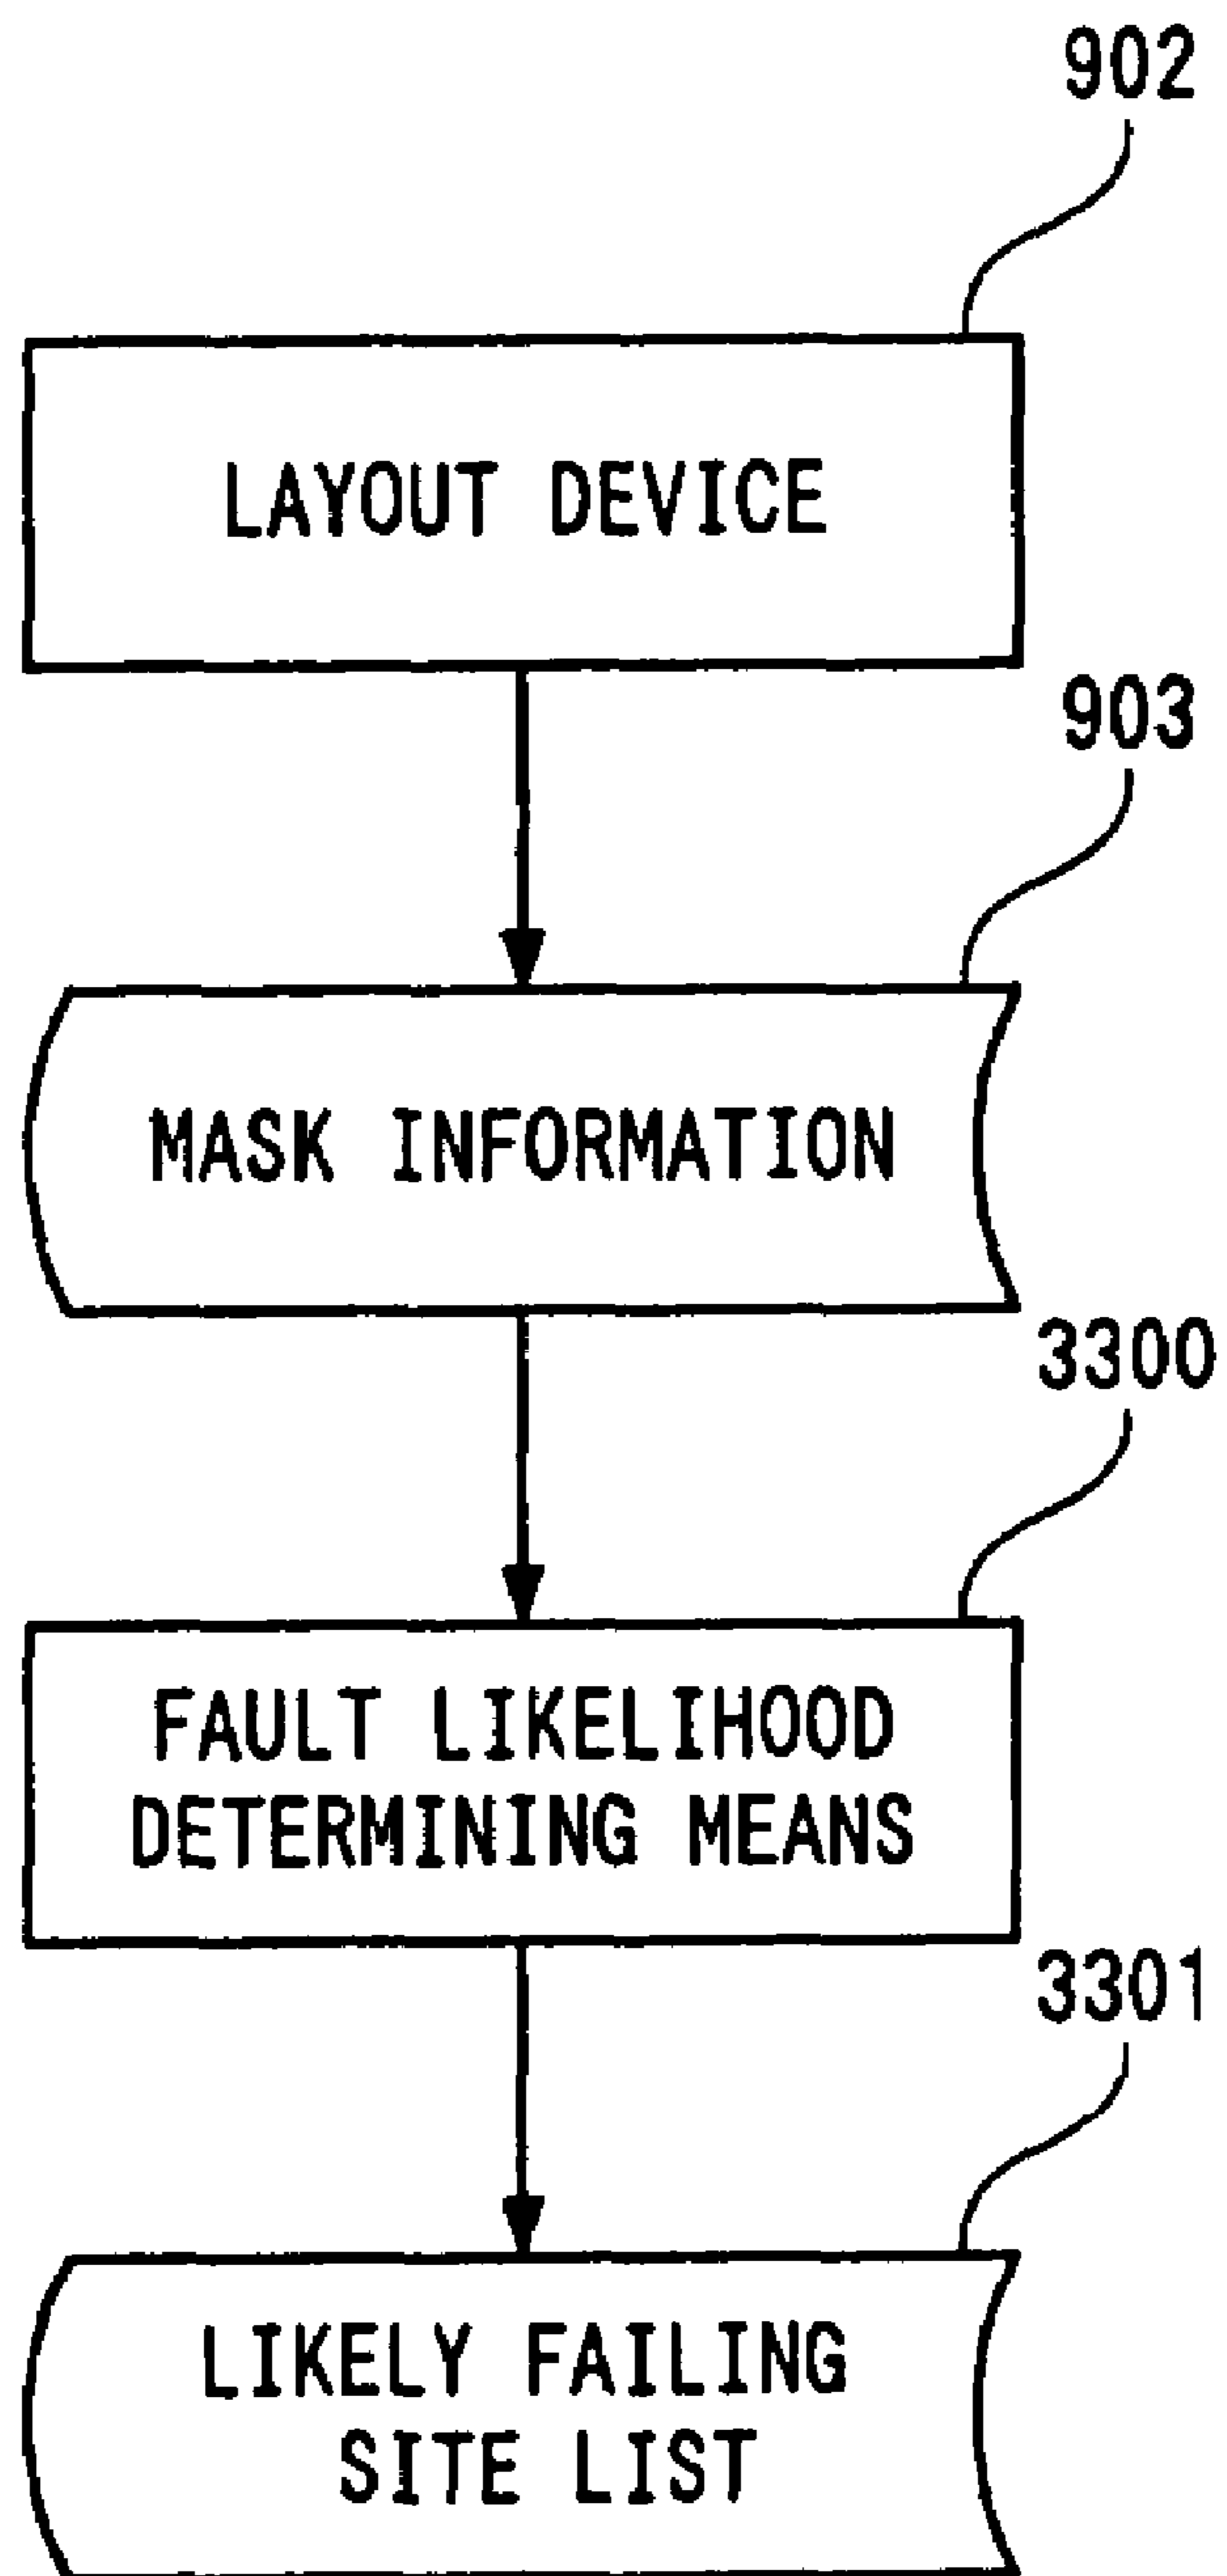 902
LAYOUT DEVICE
903
MASK INFORMATION
3300
FAULT LIKELIHOOD
DETERMINING MEANS
3301
LIKELY FAILING
SITE LIST